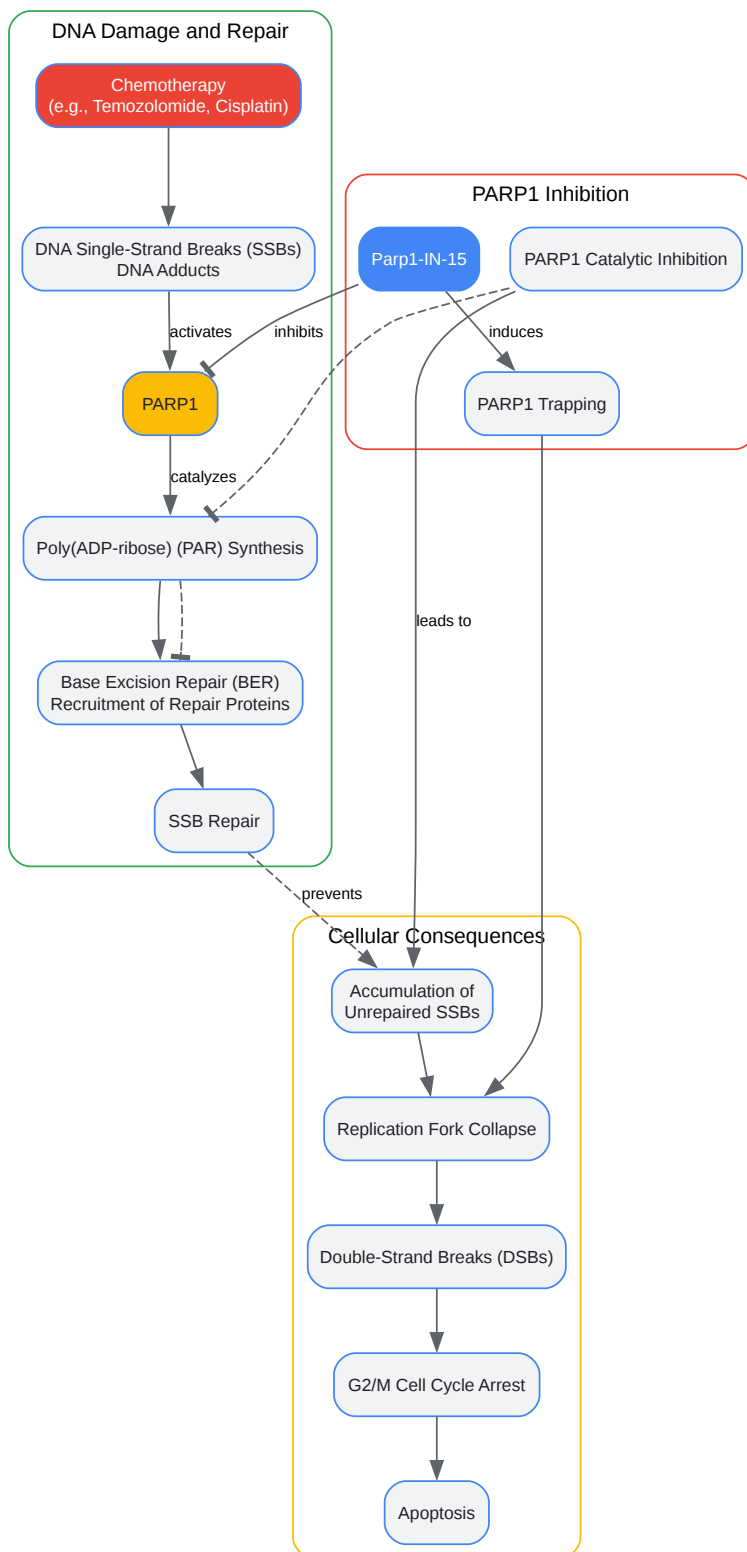 DNA Damage and Repair
Chemotherapy
(e.g., Temozolomide, Cisplatin)
PARP1 Inhibition
DNA Single-Strand Breaks (SSBs)
DNA Adducts
Parp1-IN-15
PARP1 Catalytic Inhibition
activates
inhibits
induces
PARP1
PARP1 Trapping
catalyzes
Poly(ADP-ribose) (PAR) Synthesis
leads to
Base Excision Repair (BER)
Recruitment of Repair Proteins
SSB Repair
prevents
Cellular Consequences
Accumulation of
Unrepaired SSBs
Replication Fork Collapse
Double-Strand Breaks (DSBs)
G2/M Cell Cycle Arrest
Apoptosis